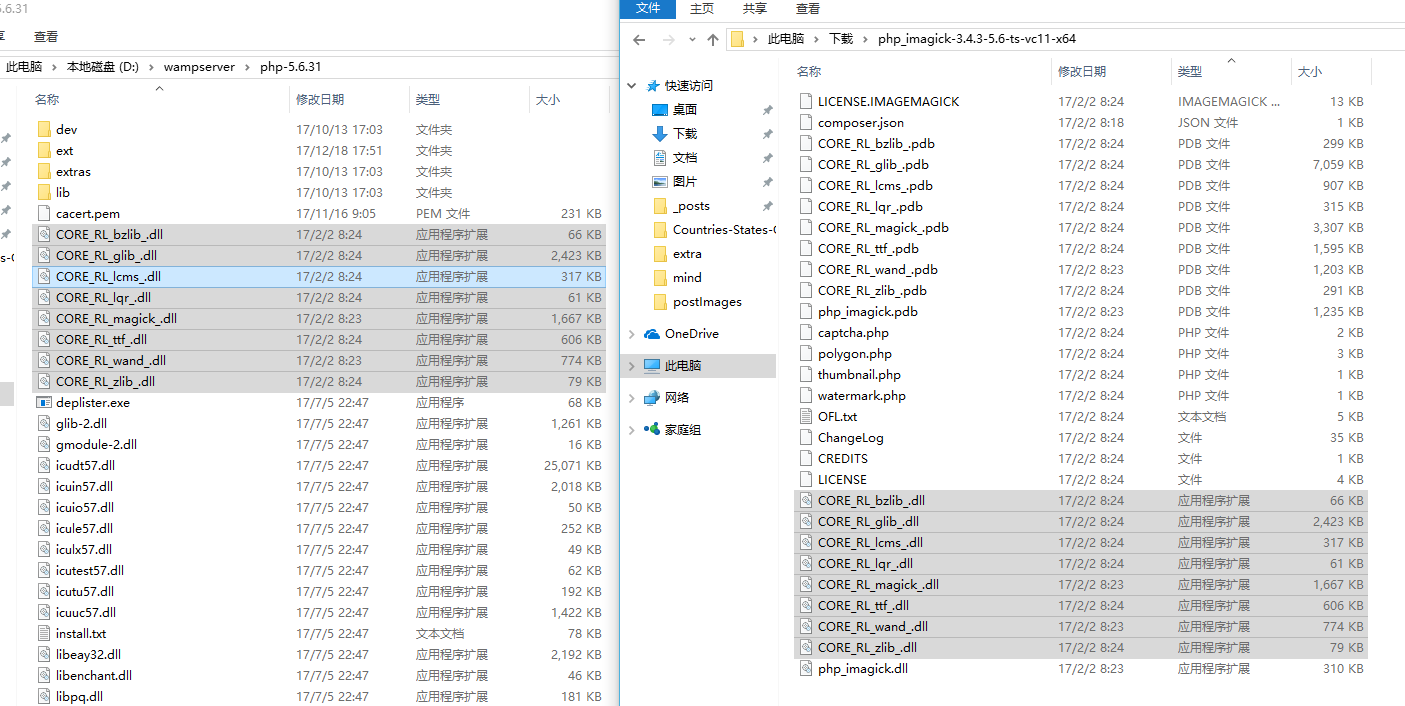 5.6.31
查看
此电脑 > 本地磁盘 (D:) > wampserver > php-5.6.31
名称 修改日期 类型 大小
dev 17/10/13 17:03 文件夹
ext 17/12/18 17:51 文件夹
extras 17/10/13 17:03 文件夹
lib 17/10/13 17:03 文件夹
cacert.pem 17/11/16 9:05 PEM 文件 231 KB
CORE_RL_bzlib_.dll 17/2/2 8:24 应用程序扩展 66 KB
CORE_RL_glib_.dll 17/2/2 8:24 应用程序扩展 2,423 KB
CORE_RL_lcms_.dll 17/2/2 8:24 应用程序扩展 317 KB
CORE_RL_lqr_.dll 17/2/2 8:24 应用程序扩展 61 KB
CORE_RL_magick_.dll 17/2/2 8:23 应用程序扩展 1,667 KB
CORE_RL_ttf_.dll 17/2/2 8:24 应用程序扩展 606 KB
CORE_RL_wand_.dll 17/2/2 8:23 应用程序扩展 774 KB
CORE_RL_zlib_.dll 17/2/2 8:24 应用程序扩展 79 KB
deplister.exe 17/7/5 22:47 应用程序 68 KB
glib-2.dll 17/7/5 22:47 应用程序扩展 1,261 KB
gmodule-2.dll 17/7/5 22:47 应用程序扩展 16 KB
icudt57.dll 17/7/5 22:47 应用程序扩展 25,071 KB
icuin57.dll 17/7/5 22:47 应用程序扩展 2,018 KB
icuio57.dll 17/7/5 22:47 应用程序扩展 50 KB
icule57.dll 17/7/5 22:47 应用程序扩展 252 KB
iculx57.dll 17/7/5 22:47 应用程序扩展 49 KB
icutest57.dll 17/7/5 22:47 应用程序扩展 62 KB
icutu57.dll 17/7/5 22:47 应用程序扩展 192 KB
icuuc57.dll 17/7/5 22:47 应用程序扩展 1,422 KB
install.txt 17/7/5 22:47 文本文档 78 KB
libeay32.dll 17/7/5 22:47 应用程序扩展 2,192 KB
libenchant.dll 17/7/5 22:47 应用程序扩展 46 KB
libpq.dll 17/7/5 22:47 应用程序扩展 181 KB
文件 主页 共享 查看
此电脑 > 下载 > php_imagick-3.4.3-5.6-ts-vc11-x64
快速访问
桌面
下载
文档
图片
_posts
Countries-States-C
extra
mind
postImages
OneDrive
此电脑
网络
家庭组
名称 修改日期 类型 大小
LICENSE.IMAGEMAGICK 17/2/2 8:24 IMAGEMAGICK ... 13 KB
composer.json 17/2/2 8:18 JSON 文件 1 KB
CORE_RL_bzlib_.pdb 17/2/2 8:24 PDB 文件 299 KB
CORE_RL_glib_.pdb 17/2/2 8:24 PDB 文件 7,059 KB
CORE_RL_lcms_.pdb 17/2/2 8:24 PDB 文件 907 KB
CORE_RL_lqr_.pdb 17/2/2 8:24 PDB 文件 315 KB
CORE_RL_magick_.pdb 17/2/2 8:24 PDB 文件 3,307 KB
CORE_RL_ttf_.pdb 17/2/2 8:24 PDB 文件 1,595 KB
CORE_RL_wand_.pdb 17/2/2 8:23 PDB 文件 1,203 KB
CORE_RL_zlib_.pdb 17/2/2 8:24 PDB 文件 291 KB
php_imagick.pdb 17/2/2 8:23 PDB 文件 1,235 KB
captcha.php 17/2/2 8:24 PHP 文件 2 KB
polygon.php 17/2/2 8:24 PHP 文件 3 KB
thumbnail.php 17/2/2 8:24 PHP 文件 1 KB
watermark.php 17/2/2 8:24 PHP 文件 1 KB
OFL.txt 17/2/2 8:24 文本文档 5 KB
ChangeLog 17/2/2 8:24 文件 35 KB
CREDITS 17/2/2 8:24 文件 1 KB
LICENSE 17/2/2 8:24 文件 4 KB
CORE_RL_bzlib_.dll 17/2/2 8:24 应用程序扩展 66 KB
CORE_RL_glib_.dll 17/2/2 8:24 应用程序扩展 2,423 KB
CORE_RL_lcms_.dll 17/2/2 8:24 应用程序扩展 317 KB
CORE_RL_lqr_.dll 17/2/2 8:24 应用程序扩展 61 KB
CORE_RL_magick_.dll 17/2/2 8:23 应用程序扩展 1,667 KB
CORE_RL_ttf_.dll 17/2/2 8:24 应用程序扩展 606 KB
CORE_RL_wand_.dll 17/2/2 8:23 应用程序扩展 774 KB
CORE_RL_zlib_.dll 17/2/2 8:24 应用程序扩展 79 KB
php_imagick.dll 17/2/2 8:23 应用程序扩展 310 KB